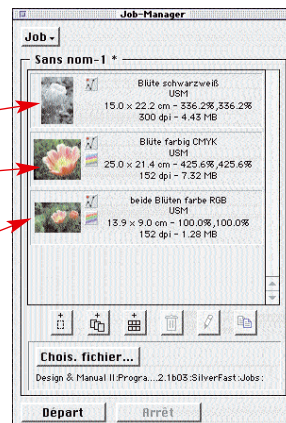 Job-Manager
Job
Sans nom-1 *
Blüte schwarzweiß
USM
15.0 x 22.2 cm - 336.2%,336.2%
300 dpi - 4.43 MB
Blüte farbig CMYK
USM
25.0 x 21.4 cm - 425.6%,425.6%
152 dpi - 7.32 MB
beide Blüten farbe RGB
USM
13.9 x 9.0 cm - 100.0%,100.0%
152 dpi - 1.28 MB
Chois. fichier...
Design & Manual II:Progra....2.1b03:SilverFast:Jobs:
Départ
Arrêt